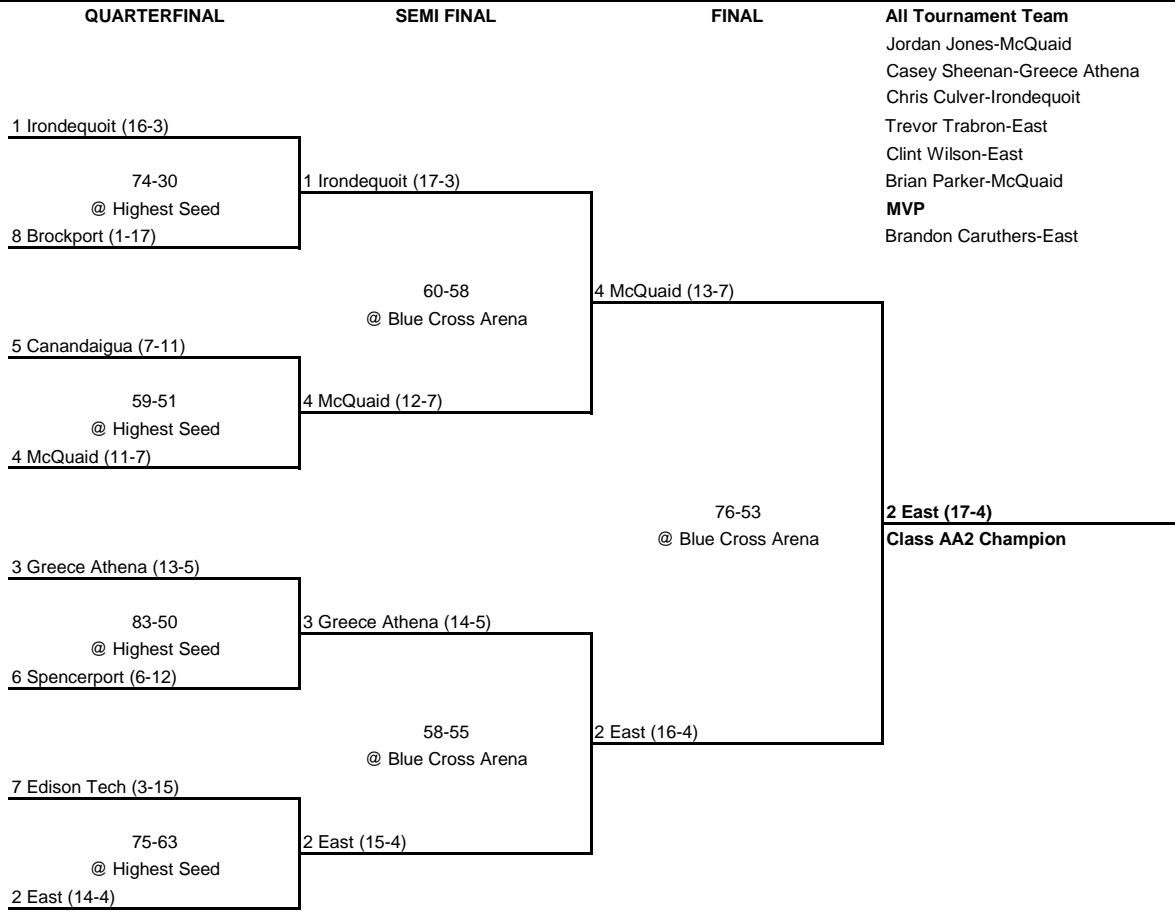 QUARTERFINAL SEMI FINAL FINAL All Tournament Team
Jordan Jones-McQuaid
Casey Sheenan-Greece Athena
Chris Culver-Irondequoit
1 Irondequoit (16-3) Trevor Trabron-East
Clint Wilson-East
74-30 1 Irondequoit (17-3) Brian Parker-McQuaid
@ Highest Seed MVP
8 Brockport (1-17) Brandon Caruthers-East
60-58 4 McQuaid (13-7)
@ Blue Cross Arena
5 Canandaigua (7-11)
59-51 4 McQuaid (12-7)
@ Highest Seed
4 McQuaid (11-7)
76-53 2 East (17-4)
@ Blue Cross Arena Class AA2 Champion
3 Greece Athena (13-5)
83-50 3 Greece Athena (14-5)
@ Highest Seed
6 Spencerport (6-12)
58-55 2 East (16-4)
@ Blue Cross Arena
7 Edison Tech (3-15)
75-63 2 East (15-4)
@ Highest Seed
2 East (14-4)